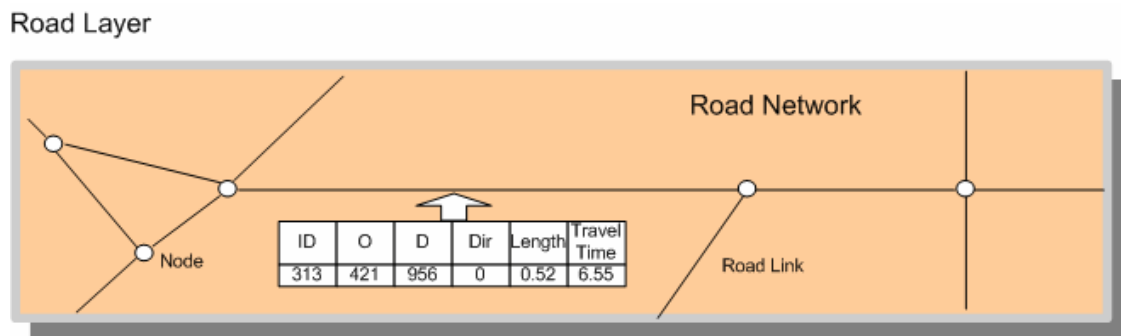 Road Layer
Road Network
ID O D Dir Length Travel Time
313 421 956 0 0.52 6.55
Node
Road Link